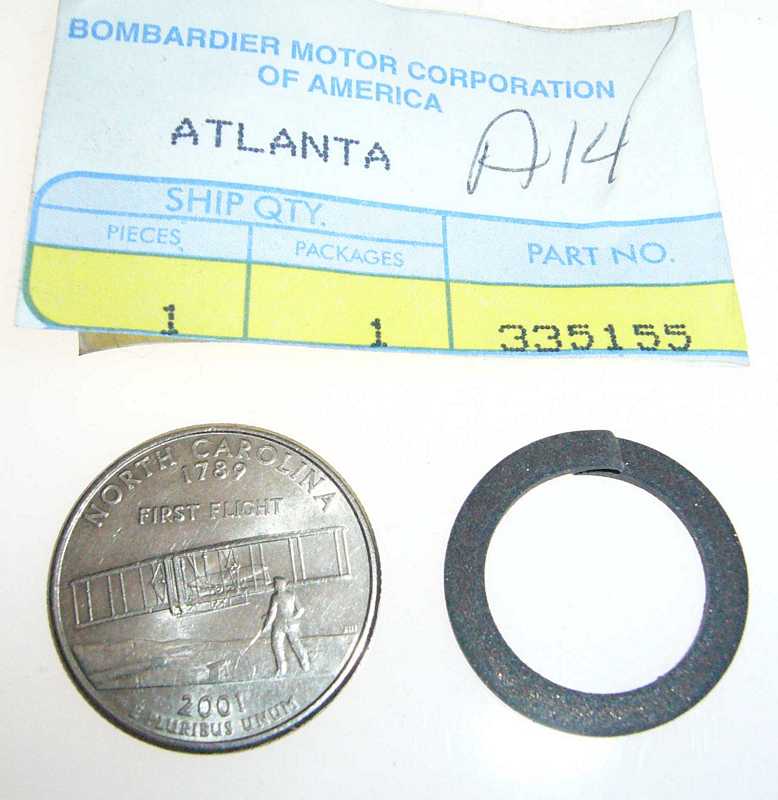 BOMBARDIER MOTOR CORPORATION
OF AMERICA
ATLANTA A14
SHIP QTY.
PIECES PACKAGES PART NO.
1 1 335155
NORTH CAROLINA
1789
FIRST FLIGHT
2001
E PLURIBUS UNUM